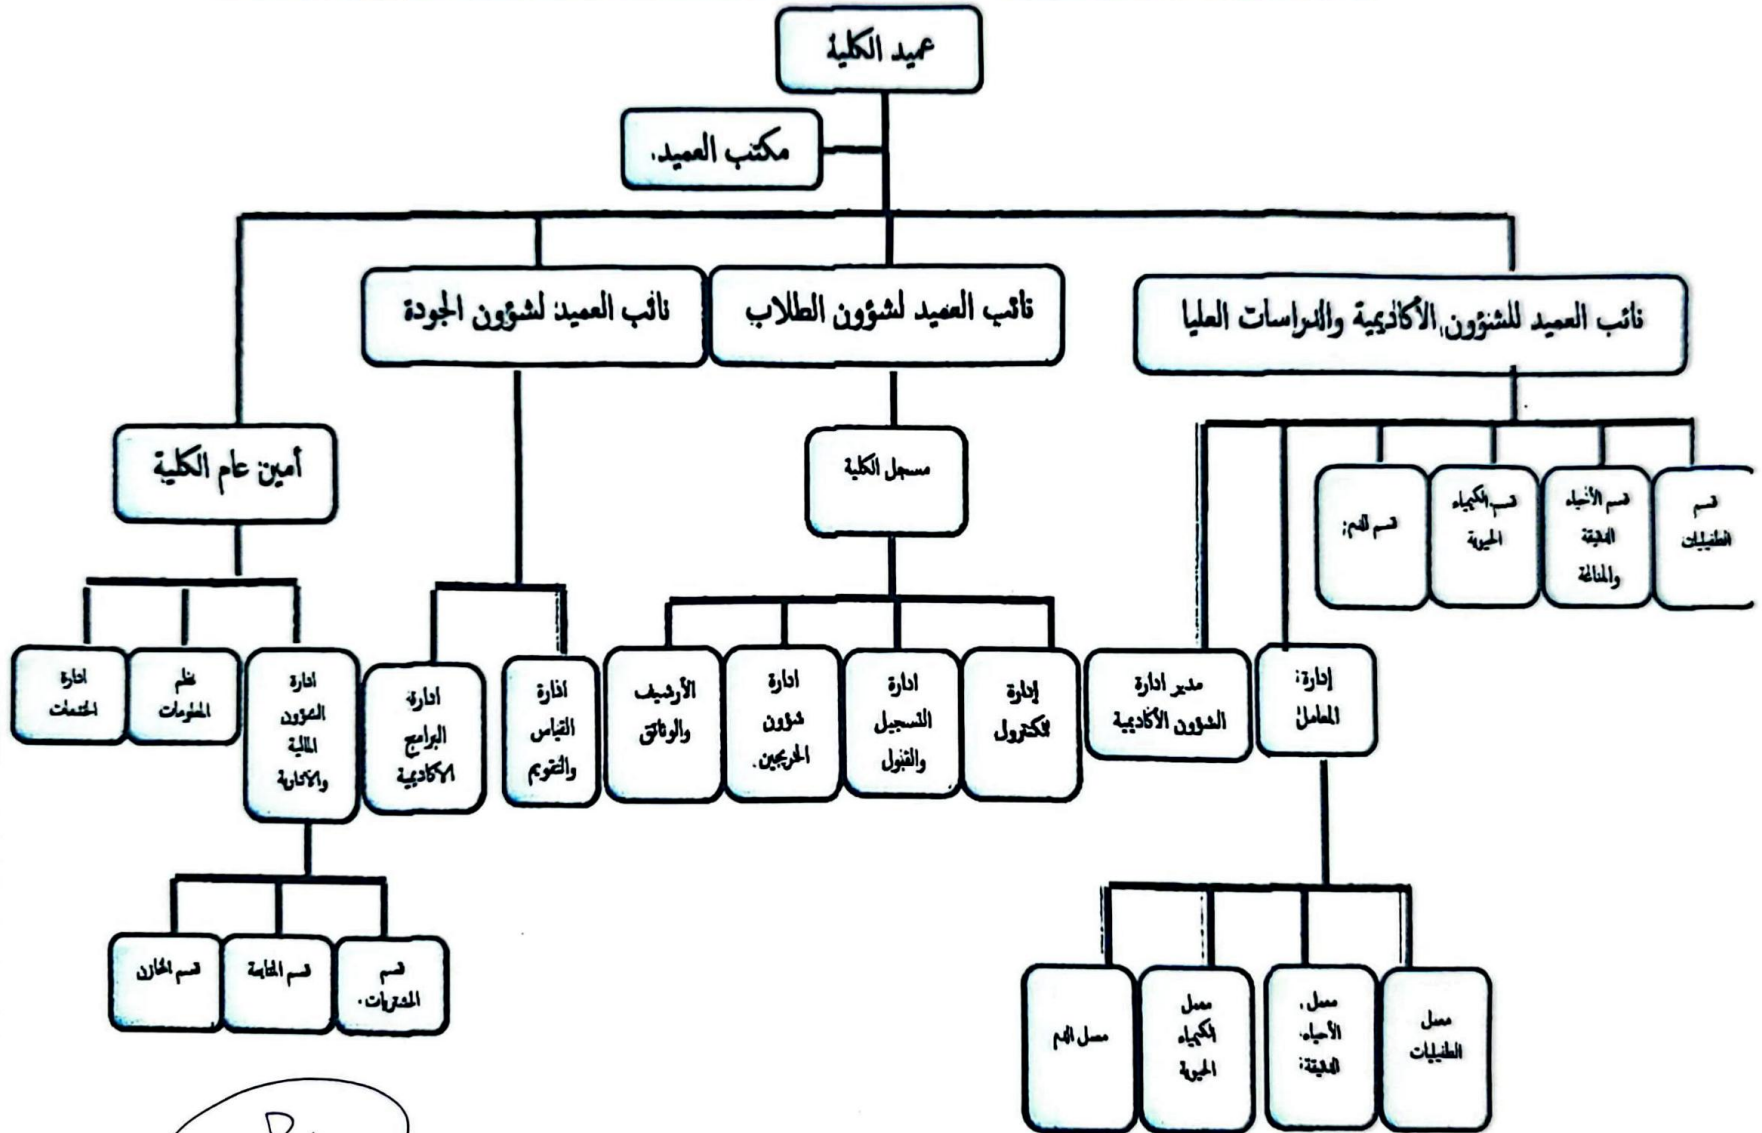 عميد الكلية
مكتب العميد
نائب العميد للشؤون الأكاديمية والدراسات العليا
نائب العميد لشؤون الطلاب
نائب العميد لشؤون الجودة
أمين عام الكلية
مسجل الكلية
قسم
الطفيليات
قسم الأحياء
الدقيقة
والمناعة
قسم الكيمياء
الحيوية
قسم الدم
إدارة
المعامل
مدير ادارة
الشؤون الأكاديمية
إدارة
الكنترول
ادارة
التسجيل
والقبول
ادارة
شؤون
الخريجين
الأرشيف
والوثائق
ادارة
القياس
والتقويم
ادارة
البرامج
الاكاديمية
ادارة
الشؤون
المالية
والادارية
نظم
المعلومات
ادارة
الخدمات
قسم
المشتريات
قسم المتابعة
قسم المخازن
معمل
الطفيليات
معمل
الأحياء
الدقيقة
معمل
الكيمياء
الحيوية
معمل الدم